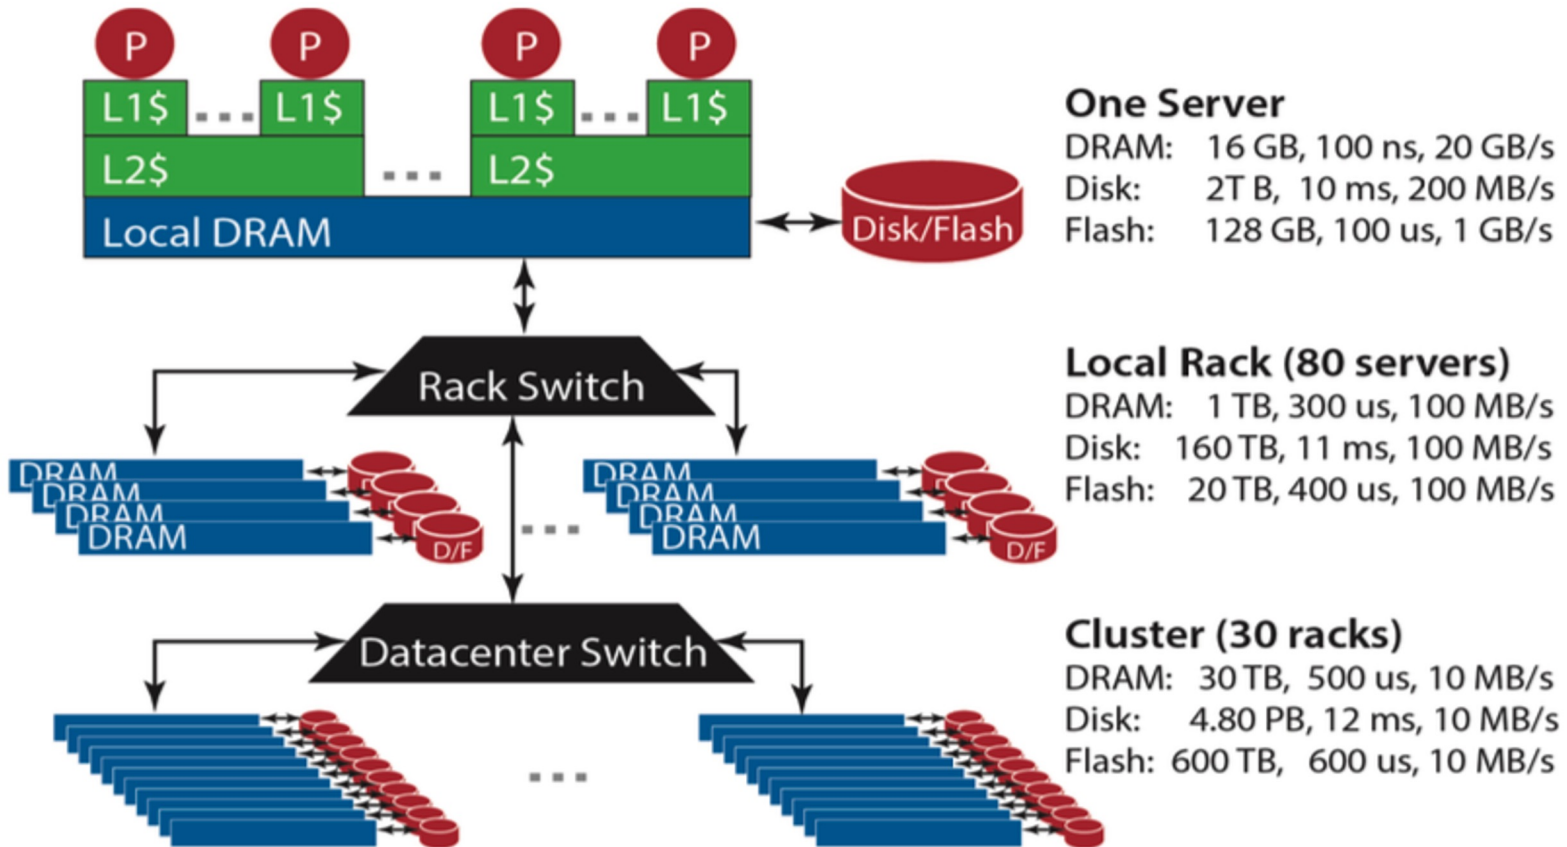 P P P P
L1$ L1$ L1$ L1$
L2$ L2$
Local DRAM
Disk/Flash
One Server
DRAM: 16 GB, 100 ns, 20 GB/s
Disk: 2T B, 10 ms, 200 MB/s
Flash: 128 GB, 100 us, 1 GB/s
Rack Switch
Local Rack (80 servers)
DRAM: 1 TB, 300 us, 100 MB/s
Disk: 160 TB, 11 ms, 100 MB/s
Flash: 20 TB, 400 us, 100 MB/s
DRAM DRAM
DRAM DRAM
DRAM DRAM
DRAM DRAM
D/F D/F
Datacenter Switch
Cluster (30 racks)
DRAM: 30 TB, 500 us, 10 MB/s
Disk: 4.80 PB, 12 ms, 10 MB/s
Flash: 600 TB, 600 us, 10 MB/s